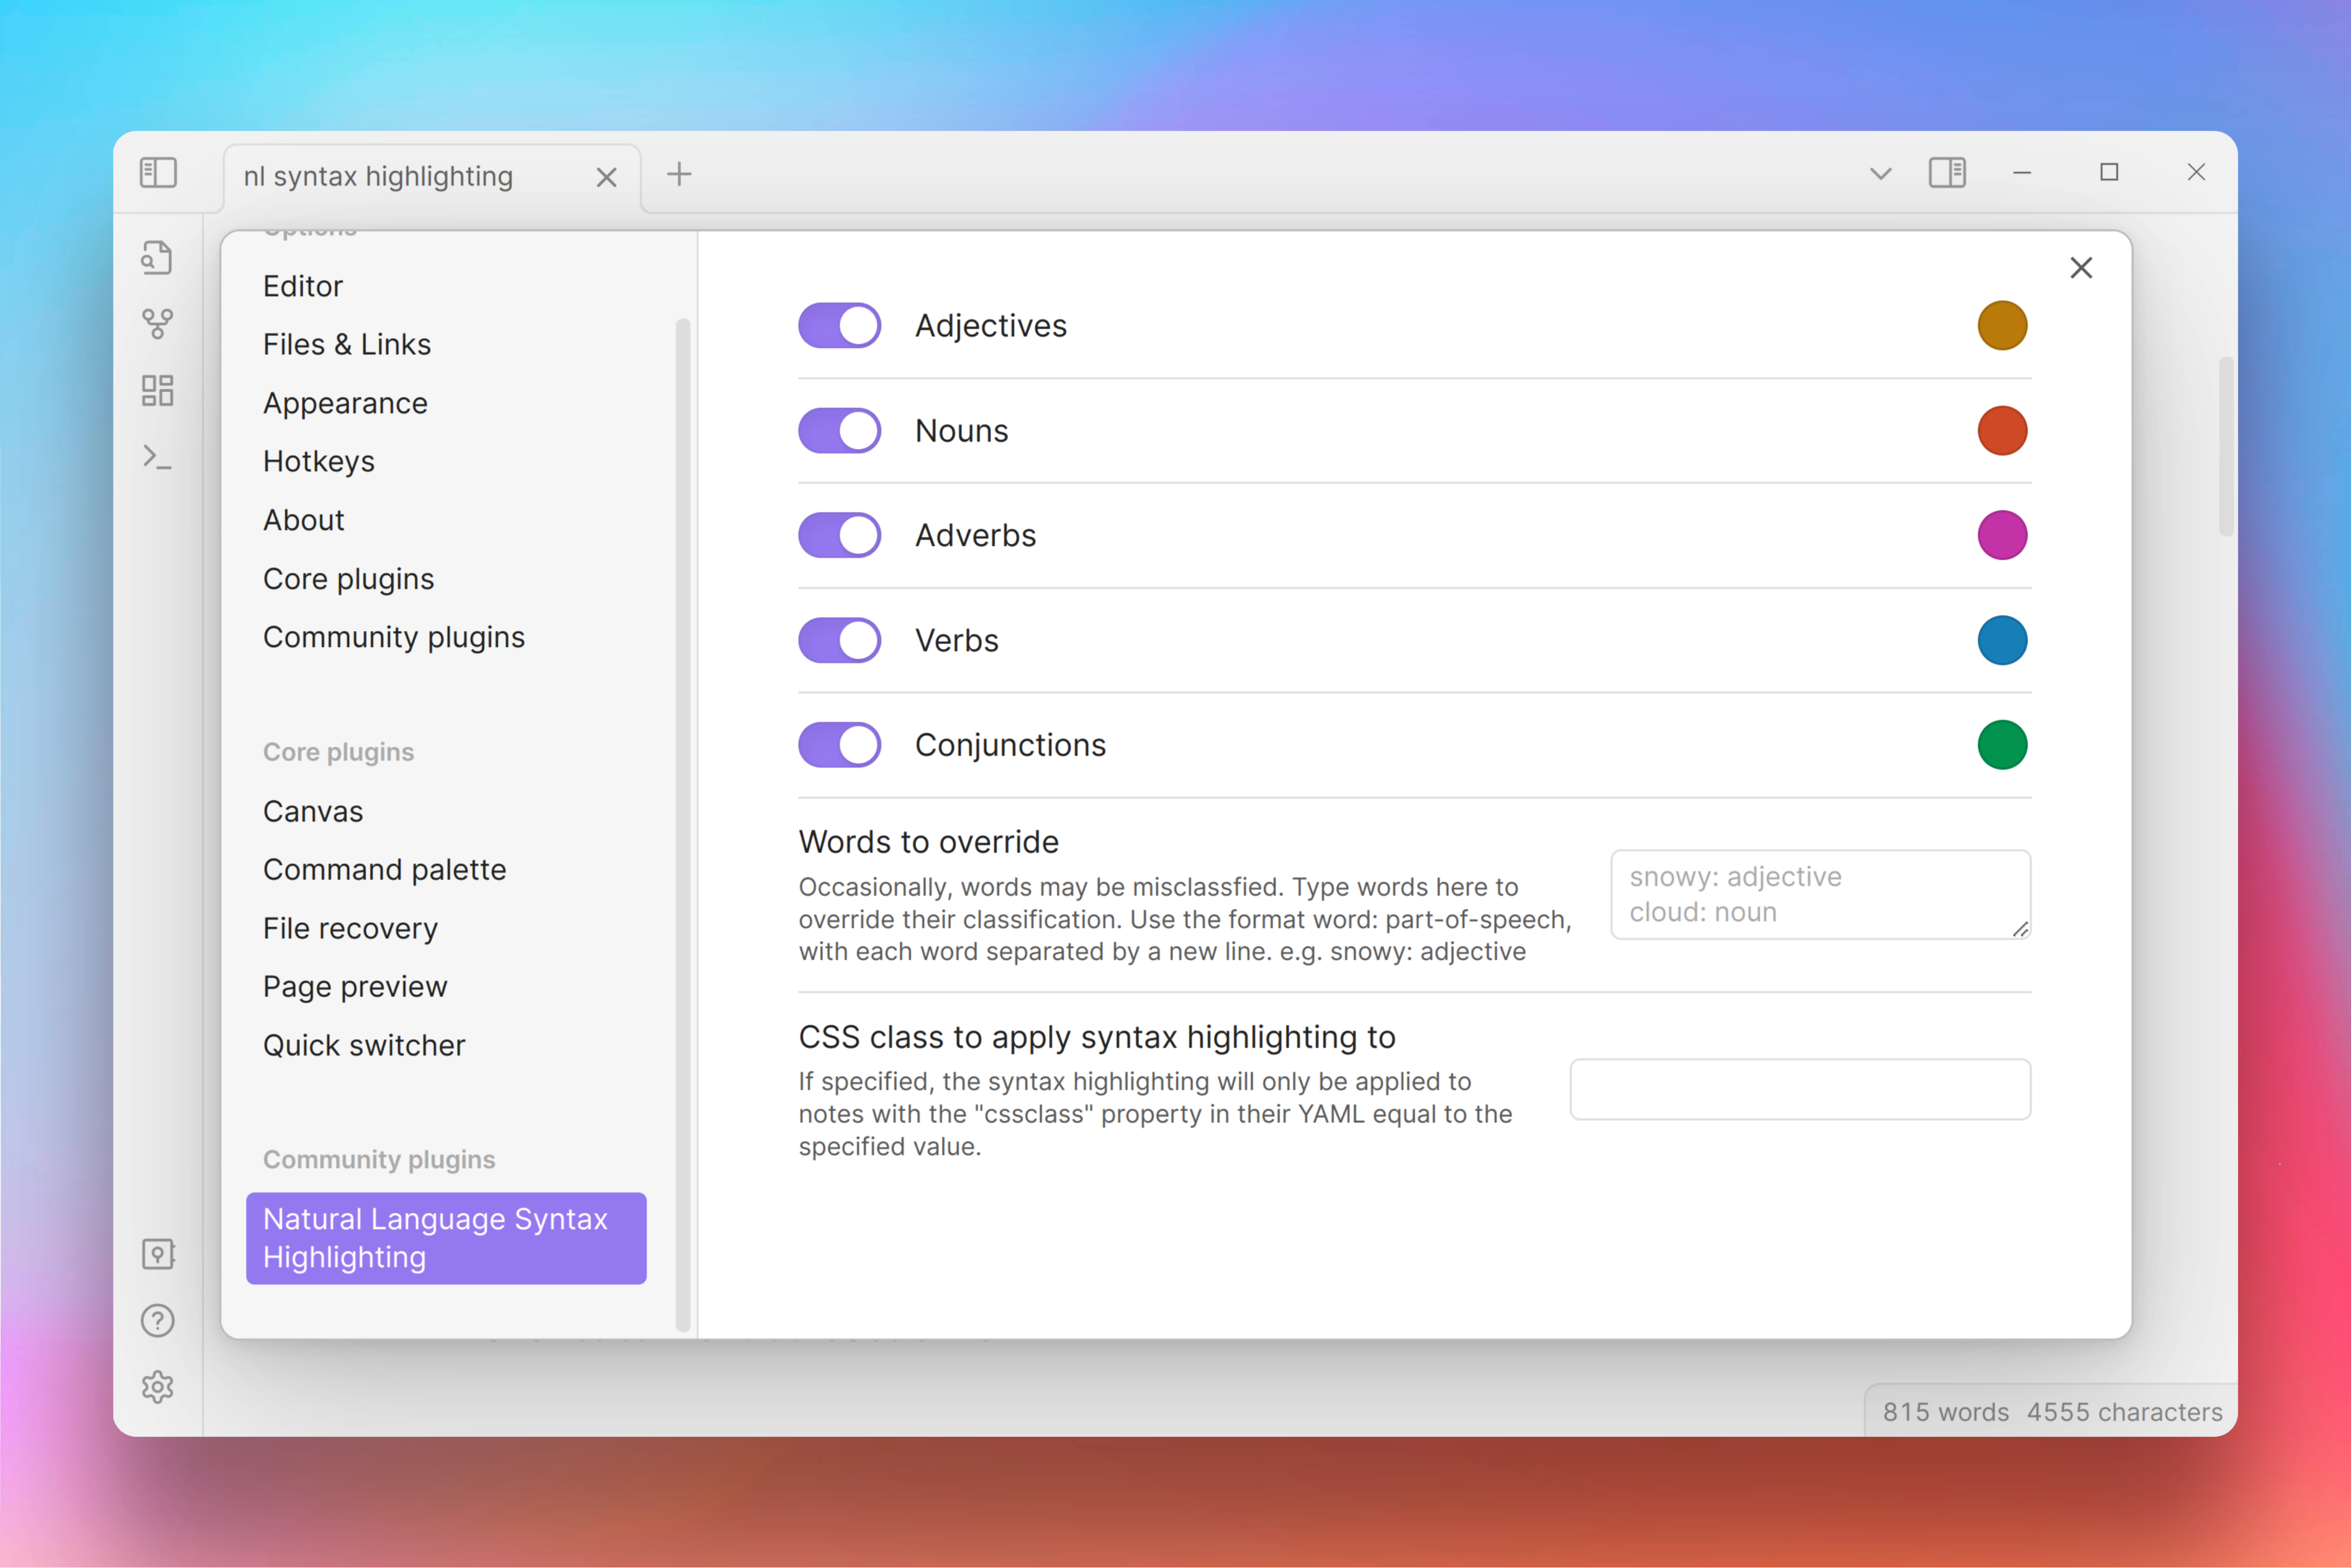 nl syntax highlighting
Options
Editor
Files & Links
Appearance
Hotkeys
About
Core plugins
Community plugins
Core plugins
Canvas
Command palette
File recovery
Page preview
Quick switcher
Community plugins
Natural Language Syntax
Highlighting
Adjectives
Nouns
Adverbs
Verbs
Conjunctions
Words to override
Occasionally, words may be misclassfied. Type words here to
override their classification. Use the format word: part-of-speech,
with each word separated by a new line. e.g. snowy: adjective
snowy: adjective
cloud: noun
CSS class to apply syntax highlighting to
If specified, the syntax highlighting will only be applied to
notes with the "cssclass" property in their YAML equal to the
specified value.
815 words 4555 characters